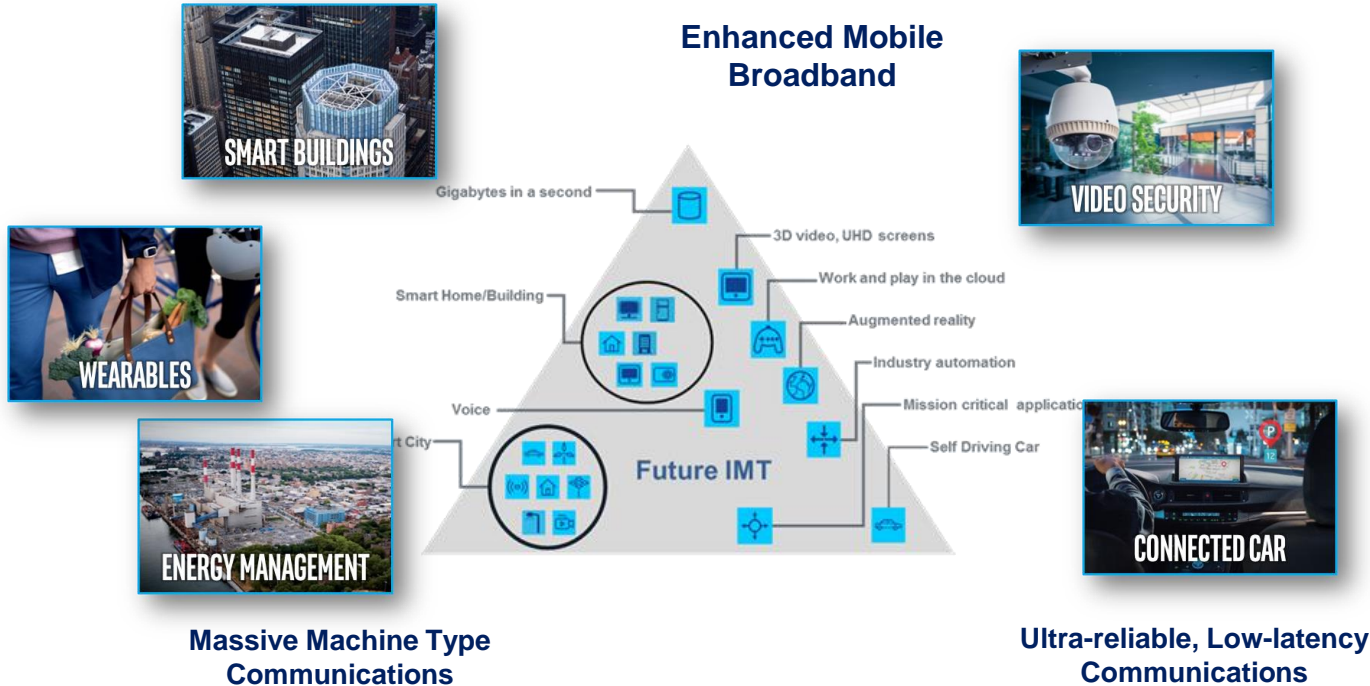 Enhanced Mobile
Broadband
SMART BUILDINGS
VIDEO SECURITY
Gigabytes in a second
3D video, UHD screens
Work and play in the cloud
Smart Home/Building
Augmented reality
WEARABLES
Industry automation
Voice
Mission critical applicatio
rt City
Self Driving Car
Future IMT
P
12
ENERGY MANAGEMENT
CONNECTED CAR
Massive Machine Type
Communications
Ultra-reliable, Low-latency
Communications